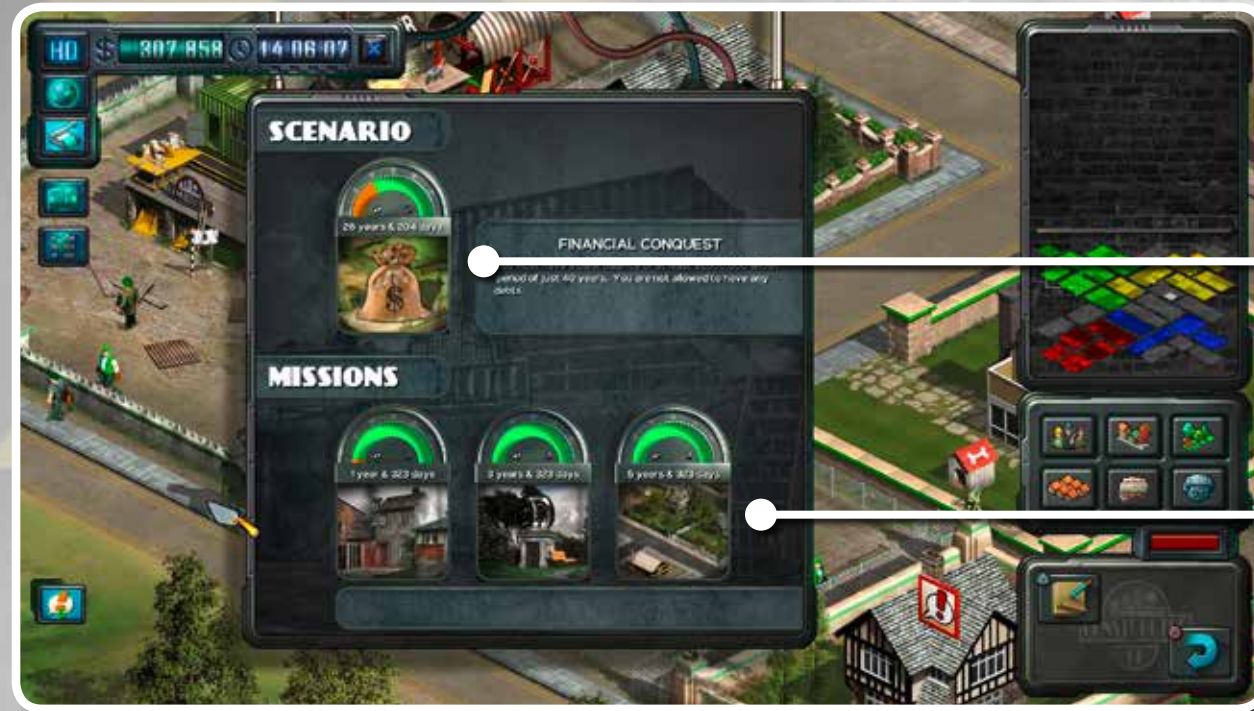 HD $ 307 858 14 06 07
SCENARIO
26 years & 204 days
FINANCIAL CONQUEST
period of just 40 years. You are not allowed to have any
debts.
MISSIONS
1 year & 323 days
3 years & 323 days
5 years & 323 days